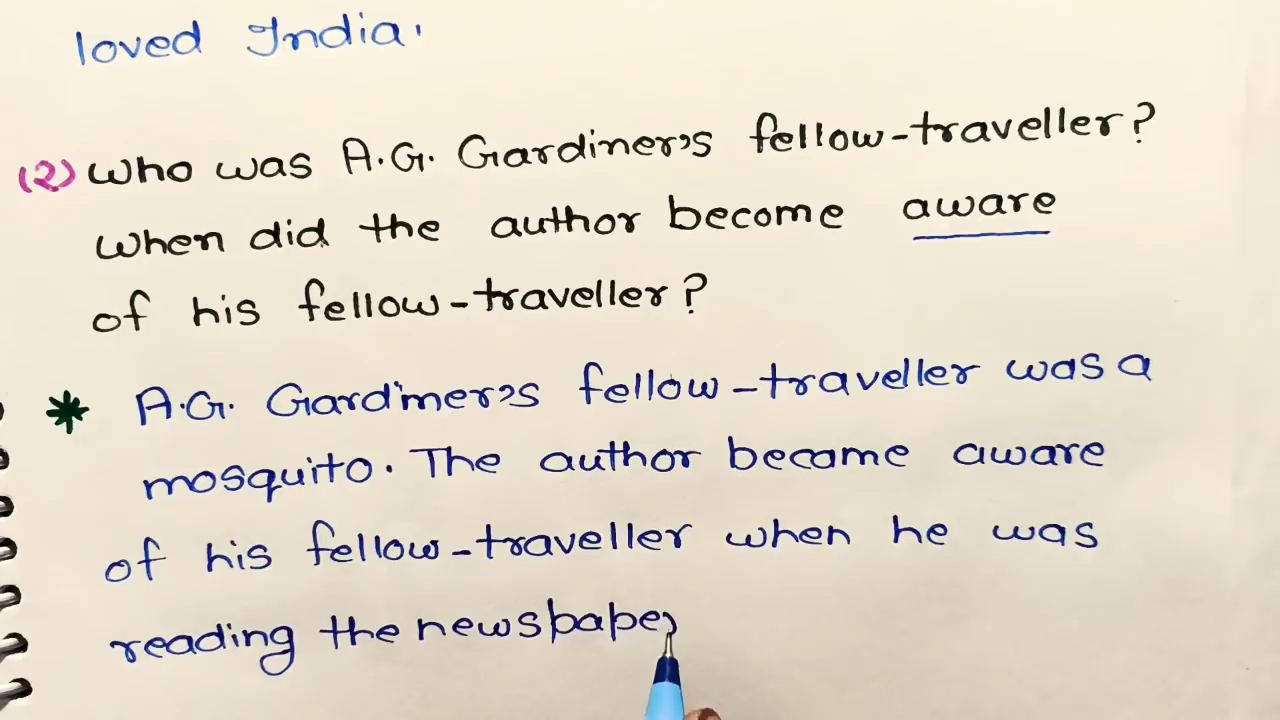 loved India.
(2) Who was A.G. Gardiner's fellow-traveller?
When did the author become aware
of his fellow-traveller?
* A.G. Gardiner's fellow-traveller was a
mosquito. The author became aware
of his fellow-traveller when he was
reading the newspaper